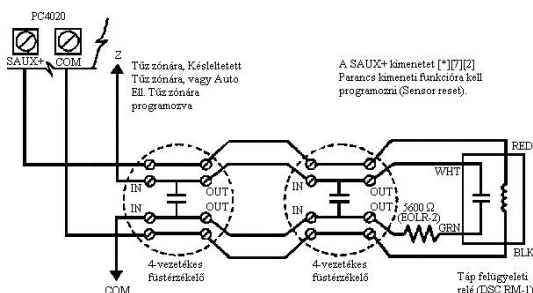 PC4020
SAUX+ COM
Z
Tűz zónára, Késleltetett
Tűz zónára, vagy Auto
Ell. Tűz zónára
programozva
A SAUX+ kimenetet [*][7][2]
Parancs kimeneti funkcióra kell
programozni (Sensor reset).
RED
WHT
IN OUT IN OUT
IN OUT IN OUT
5600 Ω
(EOLR-2)
GRN
BLK
COM
4-vezetékes
füstérzékelő
4-vezetékes
füstérzékelő
Táp felügyeleti
relé (DSC RM-1)